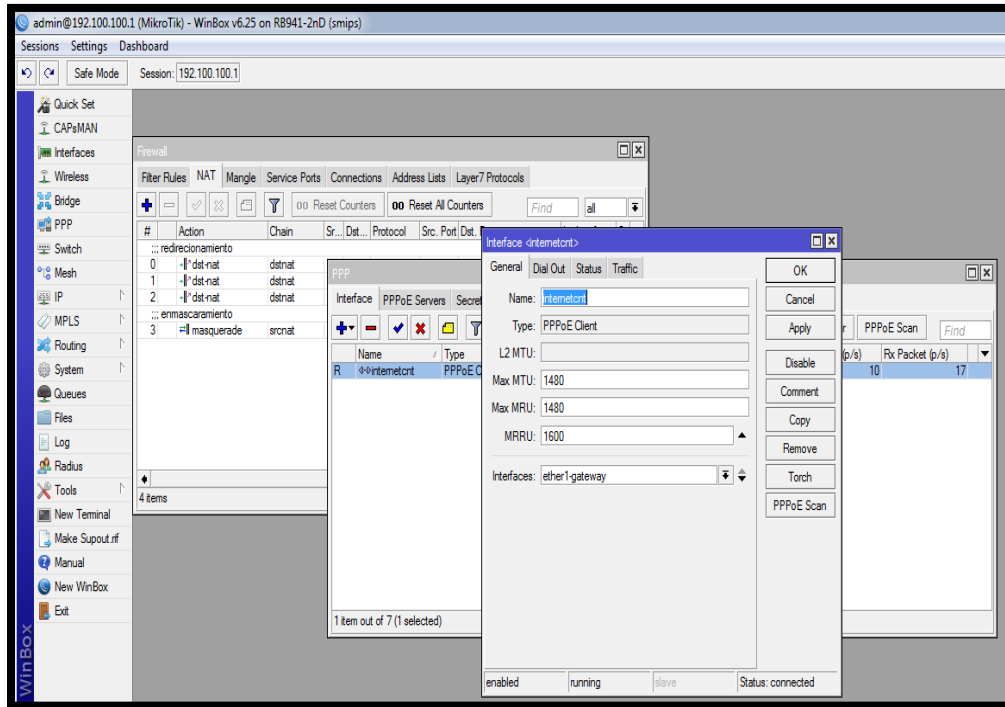 admin@192.100.100.1 (MikroTik) - WinBox v6.25 on RB941-2nD (smips)
Sessions Settings Dashboard
Safe Mode Session: 192.100.100.1
Quick Set
CAPsMAN
Interfaces
Wireless
Bridge
PPP
Switch
Mesh
IP
MPLS
Routing
System
Queues
Files
Log
Radius
Tools
New Terminal
Make Supout.rif
Manual
New WinBox
Exit
WinBox
Firewall
Filter Rules NAT Mangle Service Ports Connections Address Lists Layer7 Protocols
00 Reset Counters 00 Reset All Counters Find all
# Action Chain Sr... Dst... Protocol Src. Port Dst.
;;; redirecionamiento
0 dst-nat dstnat
1 dst-nat dstnat
2 dst-nat dstnat
;;; enmascaramiento
3 masquerade srcnat
4 items
PPP
Interface PPPoE Servers Secret
PPPoE Scan Find
Name / Type (p/s) Rx Packet (p/s)
R internetcnt PPPoE C 10 17
1 item out of 7 (1 selected)
Interface <internetcnt>
General Dial Out Status Traffic
Name: internetcnt
Type: PPPoE Client
L2 MTU:
Max MTU: 1480
Max MRU: 1480
MRRU: 1600
Interfaces: ether1-gateway
OK
Cancel
Apply
Disable
Comment
Copy
Remove
Torch
PPPoE Scan
enabled running slave Status: connected